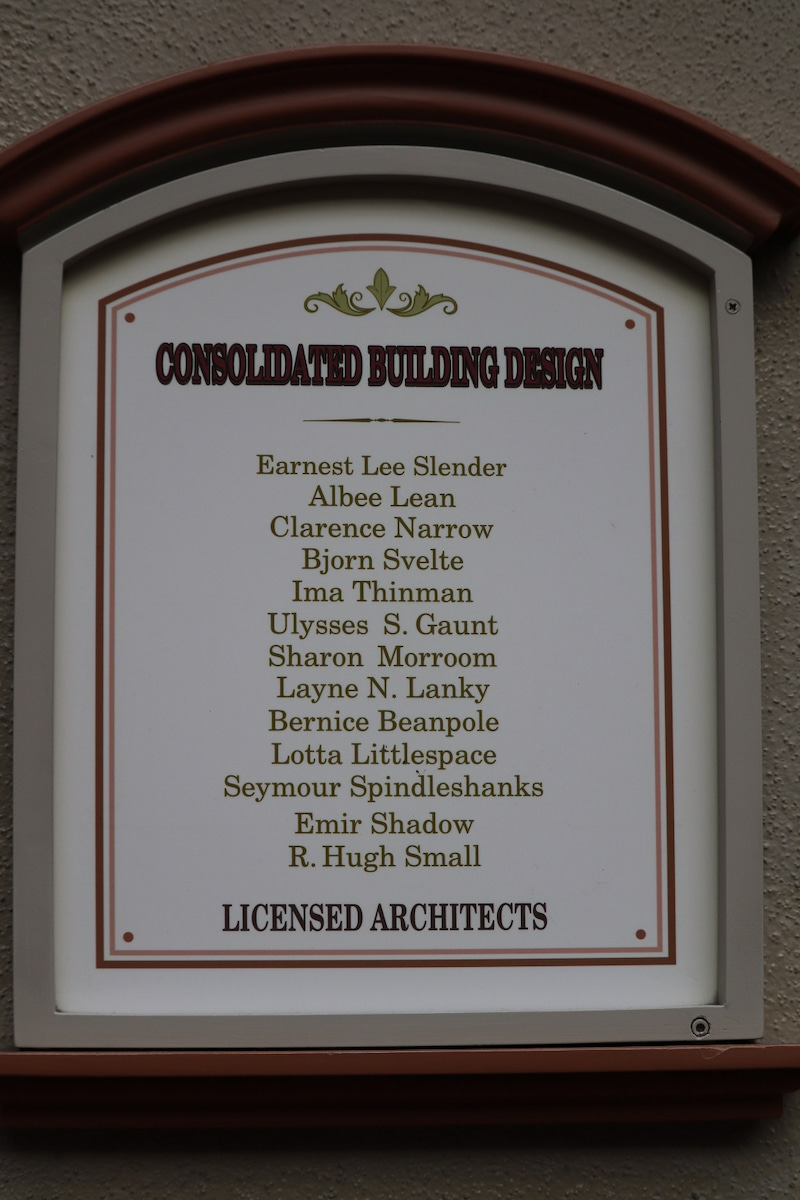 CONSOLIDATED BUILDING DESIGN
Earnest Lee Slender
Albee Lean
Clarence Narrow
Bjorn Svelte
Ima Thinman
Ulysses S. Gaunt
Sharon Morroom
Layne N. Lanky
Bernice Beanpole
Lotta Littlespace
Seymour Spindleshanks
Emir Shadow
R. Hugh Small
LICENSED ARCHITECTS